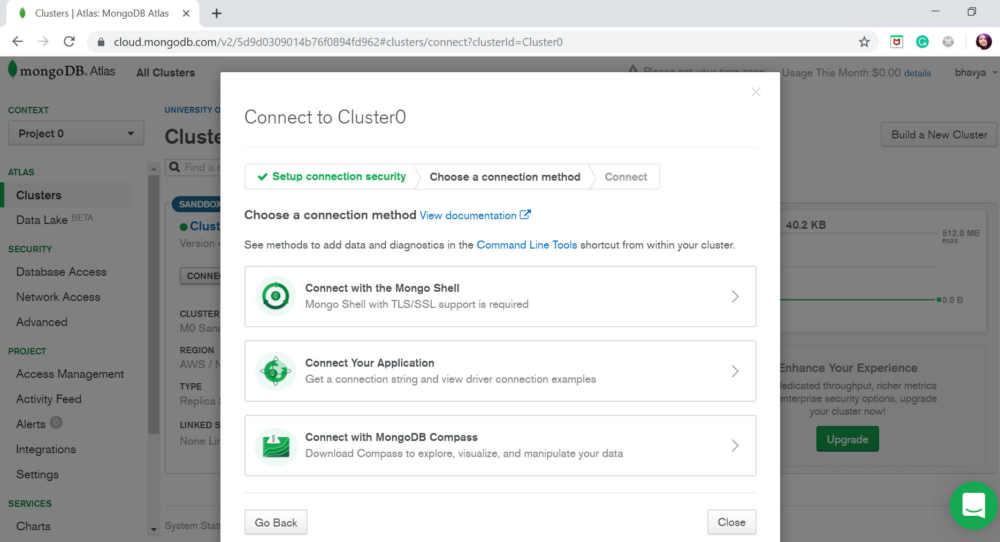 Clusters | Atlas: MongoDB Atlas
cloud.mongodb.com/v2/5d9d0309014b76f0894fd962#clusters/connect?clusterId=Cluster0
mongoDB. Atlas
All Clusters
Please set your time zone
Usage This Month:$0.00 details
bhavya
CONTEXT
Project 0
ATLAS
Clusters
Data Lake BETA
SECURITY
Database Access
Network Access
Advanced
PROJECT
Access Management
Activity Feed
Alerts 0
Integrations
Settings
SERVICES
Charts
UNIVERSITY O
Cluste
Find a c
Build a New Cluster
SANDBOX
Clust
Version 4
CONNEC
CLUSTER
M0 Sand
REGION
AWS / N
TYPE
Replica S
LINKED S
None Lin
System Statu
Connect to Cluster0
Setup connection security
Choose a connection method
Connect
Choose a connection method View documentation
See methods to add data and diagnostics in the Command Line Tools shortcut from within your cluster.
Connect with the Mongo Shell
Mongo Shell with TLS/SSL support is required
Connect Your Application
Get a connection string and view driver connection examples
Connect with MongoDB Compass
Download Compass to explore, visualize, and manipulate your data
Go Back
Close
40.2 KB
512.0 MB
max
0.0 B
Enhance Your Experience
dedicated throughput, richer metrics
enterprise security options, upgrade
your cluster now!
Upgrade